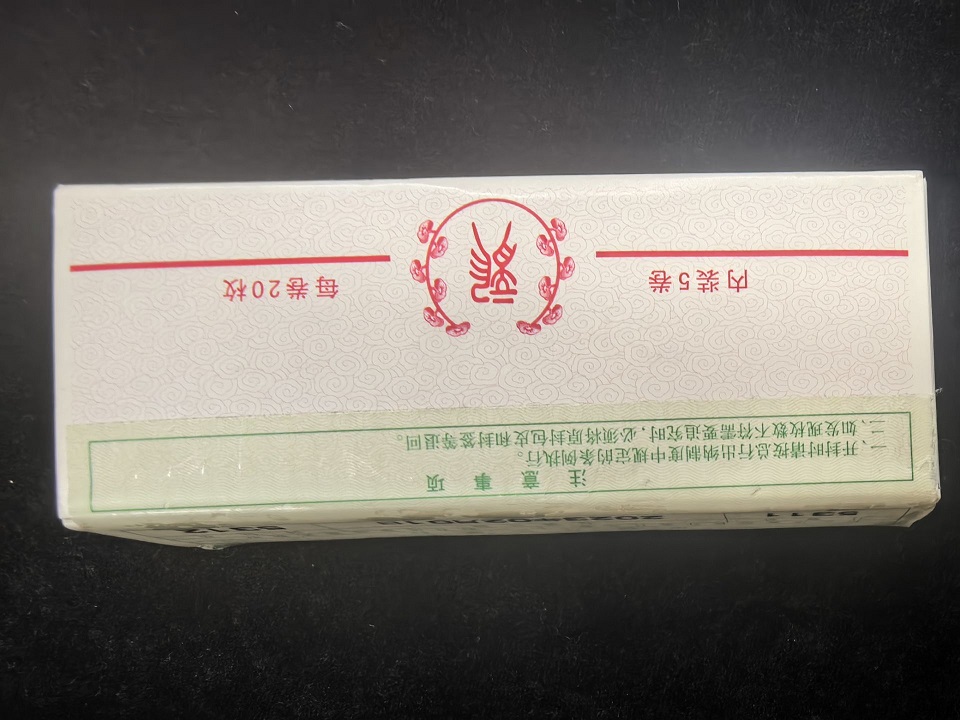 注意事项
一、开封时请按总行出纳制度中规定的条例执行。
二、如发现枚数不符需要追究时，必须将原封包皮和封签等退回。
内装5卷
每卷20枚